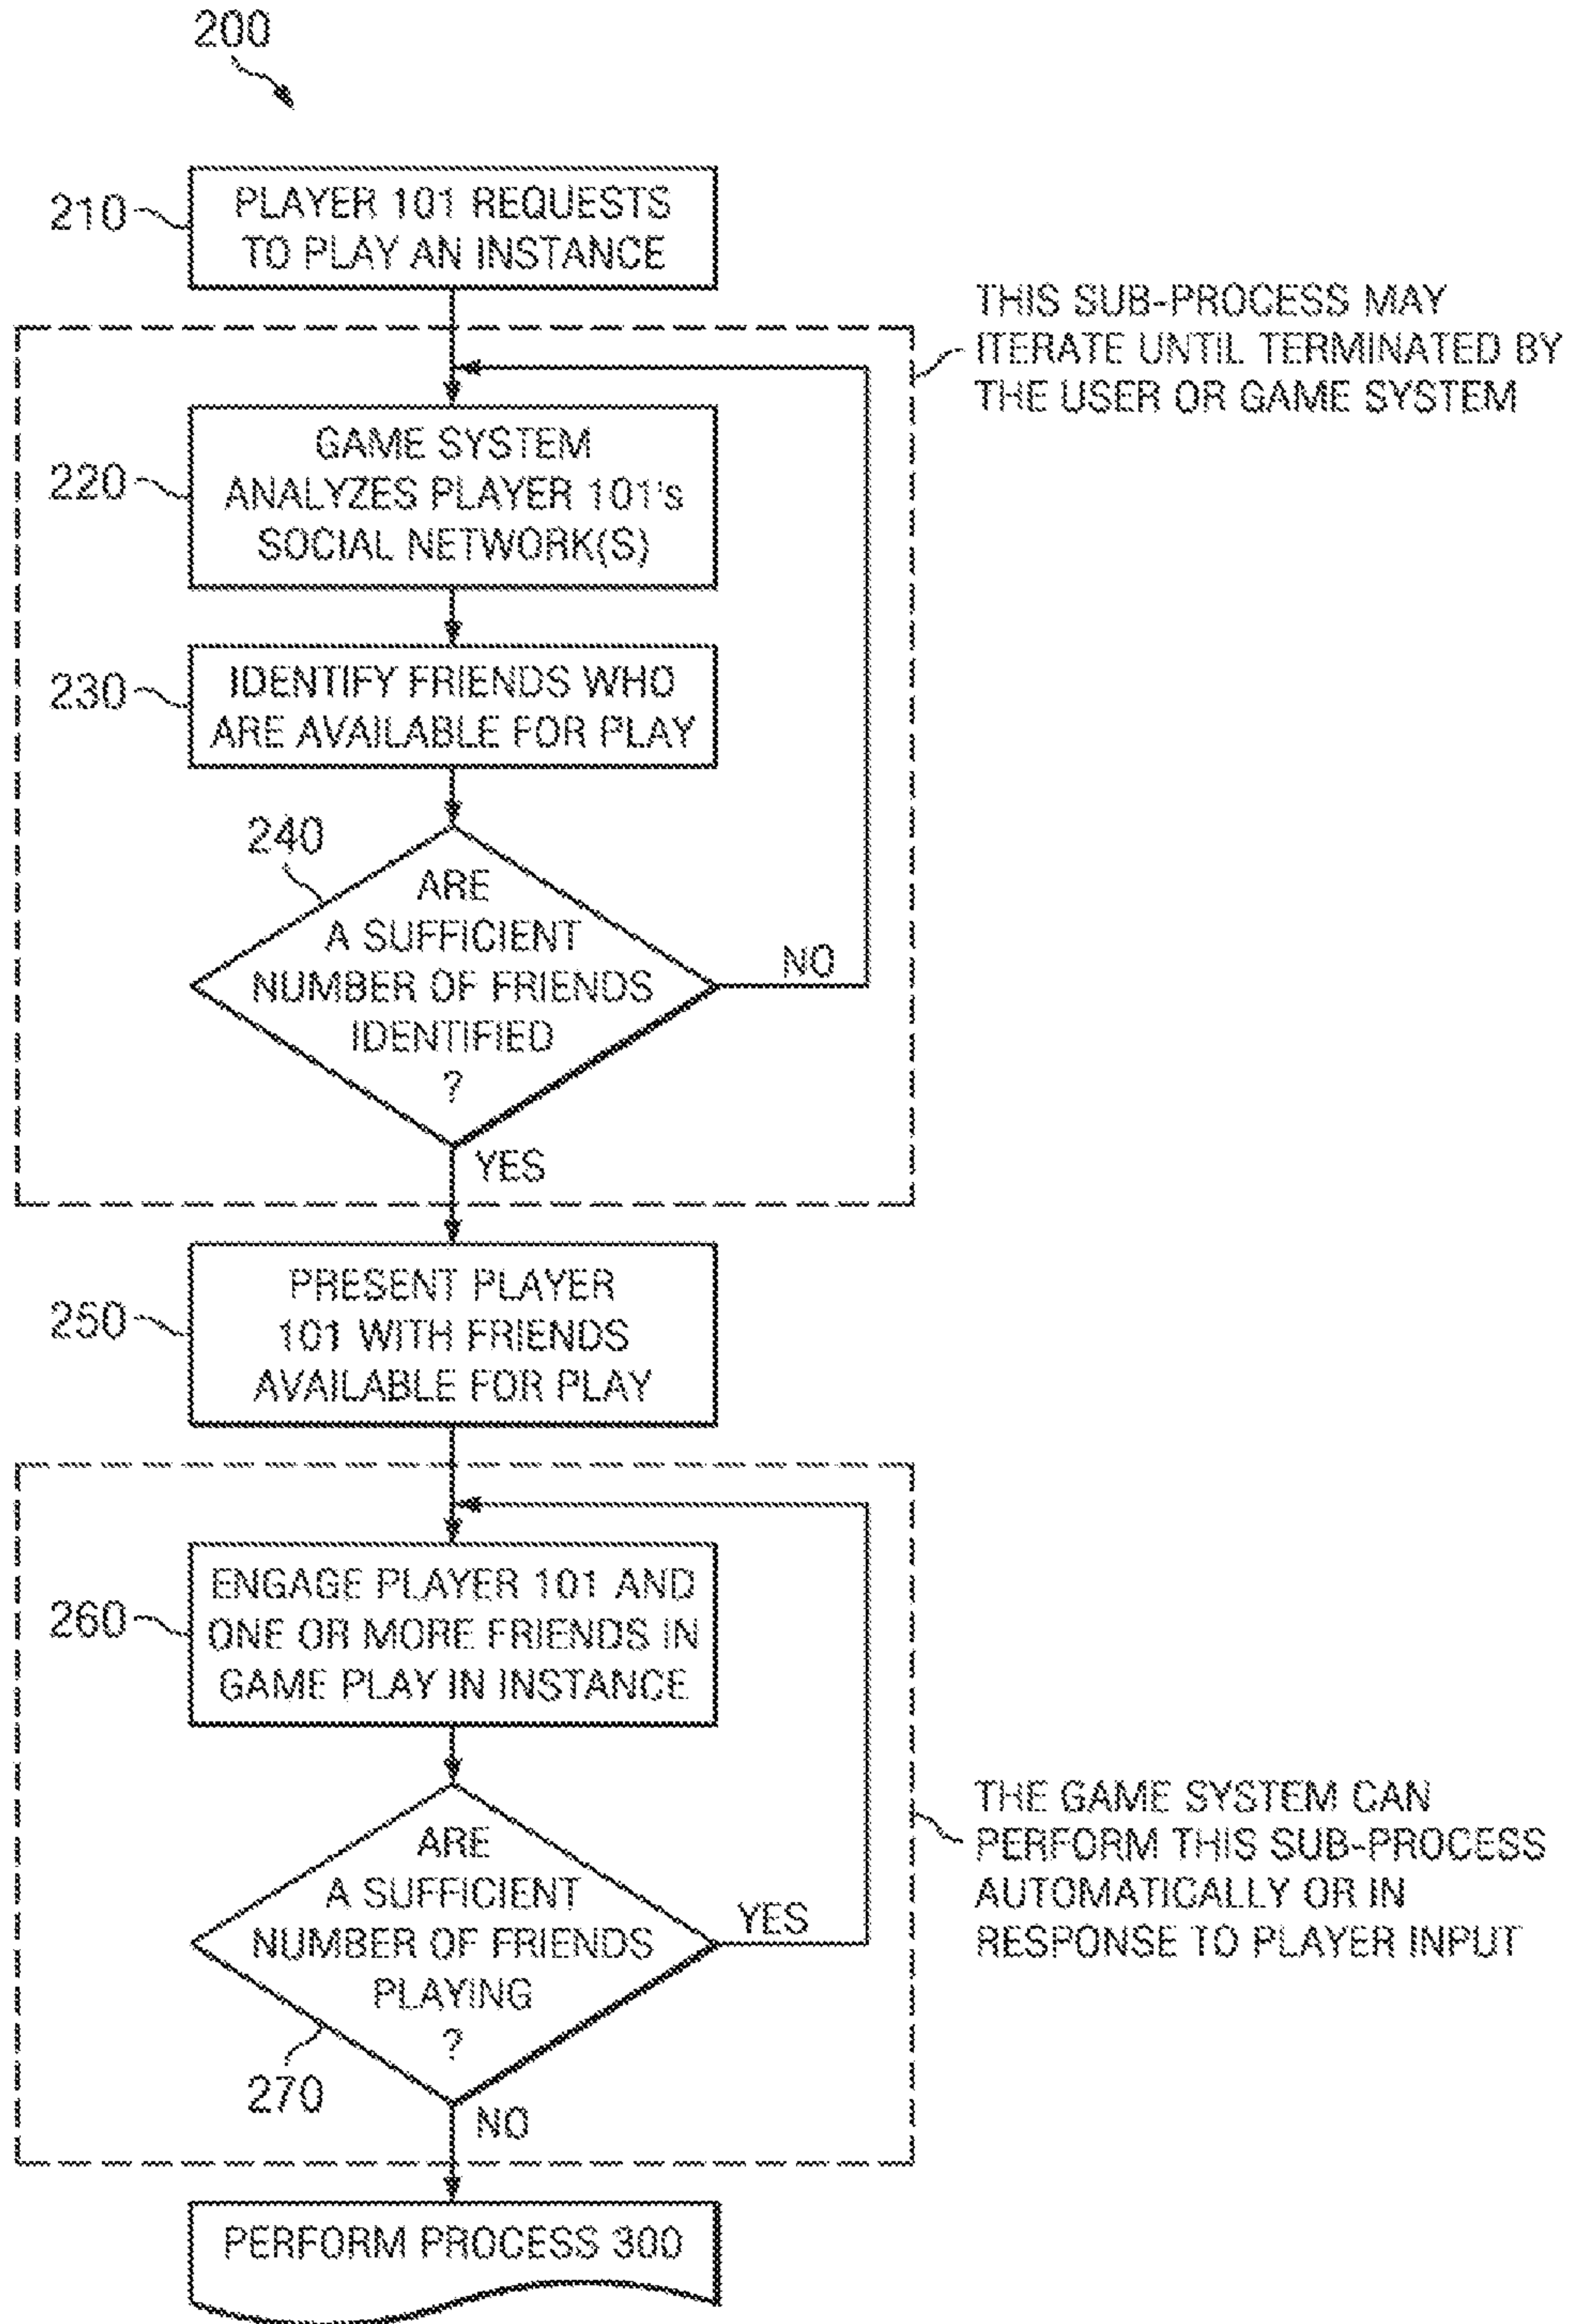 200
210
PLAYER 101 REQUESTS
TO PLAY AN INSTANCE
THIS SUB-PROCESS MAY
ITERATE UNTIL TERMINATED BY
THE USER OR GAME SYSTEM
220
GAME SYSTEM
ANALYZES PLAYER 101's
SOCIAL NETWORK(S)
230
IDENTIFY FRIENDS WHO
ARE AVAILABLE FOR PLAY
240
ARE
A SUFFICIENT
NUMBER OF FRIENDS
IDENTIFIED
?
NO
YES
250
PRESENT PLAYER
101 WITH FRIENDS
AVAILABLE FOR PLAY
260
ENGAGE PLAYER 101 AND
ONE OR MORE FRIENDS IN
GAME PLAY IN INSTANCE
THE GAME SYSTEM CAN
PERFORM THIS SUB-PROCESS
AUTOMATICALLY OR IN
RESPONSE TO PLAYER INPUT
ARE
A SUFFICIENT
NUMBER OF FRIENDS
PLAYING
?
YES
270
NO
PERFORM PROCESS 300